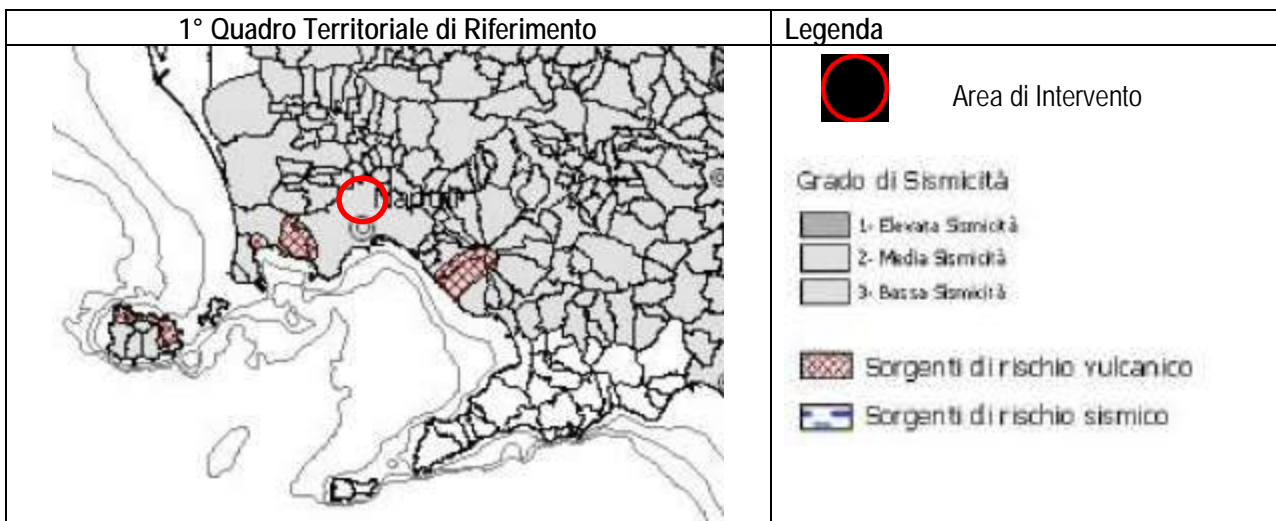 1° Quadro Territoriale di Riferimento
Legenda
Napoli
Area di Intervento
Grado di Sismicità
1- Elevata Sismicità
2- Media Sismicità
3- Bassa Sismicità
Sorgenti di rischio vulcanico
Sorgenti di rischio sismico